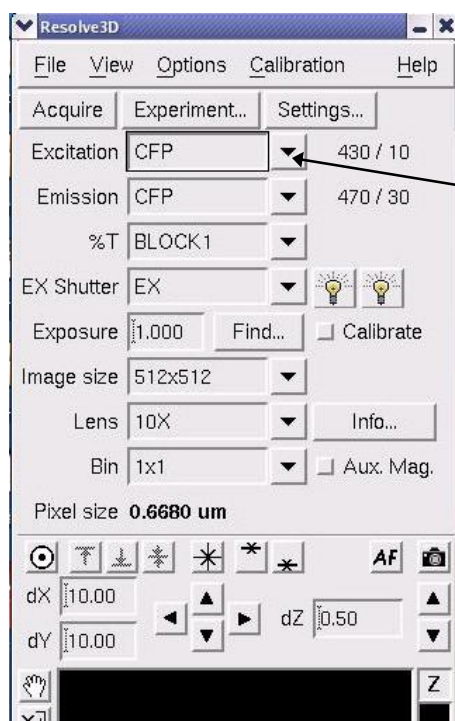 Resolve3D
File View Options Calibration Help
Acquire Experiment... Settings...
Excitation CFP 430 / 10
Emission CFP 470 / 30
%T BLOCK1
EX Shutter EX
Exposure 1.000 Find... Calibrate
Image size 512x512
Lens 10X Info...
Bin 1x1 Aux. Mag.
Pixel size 0.6680 um
AF
dX 10.00
dZ 0.50
dY 10.00
Z